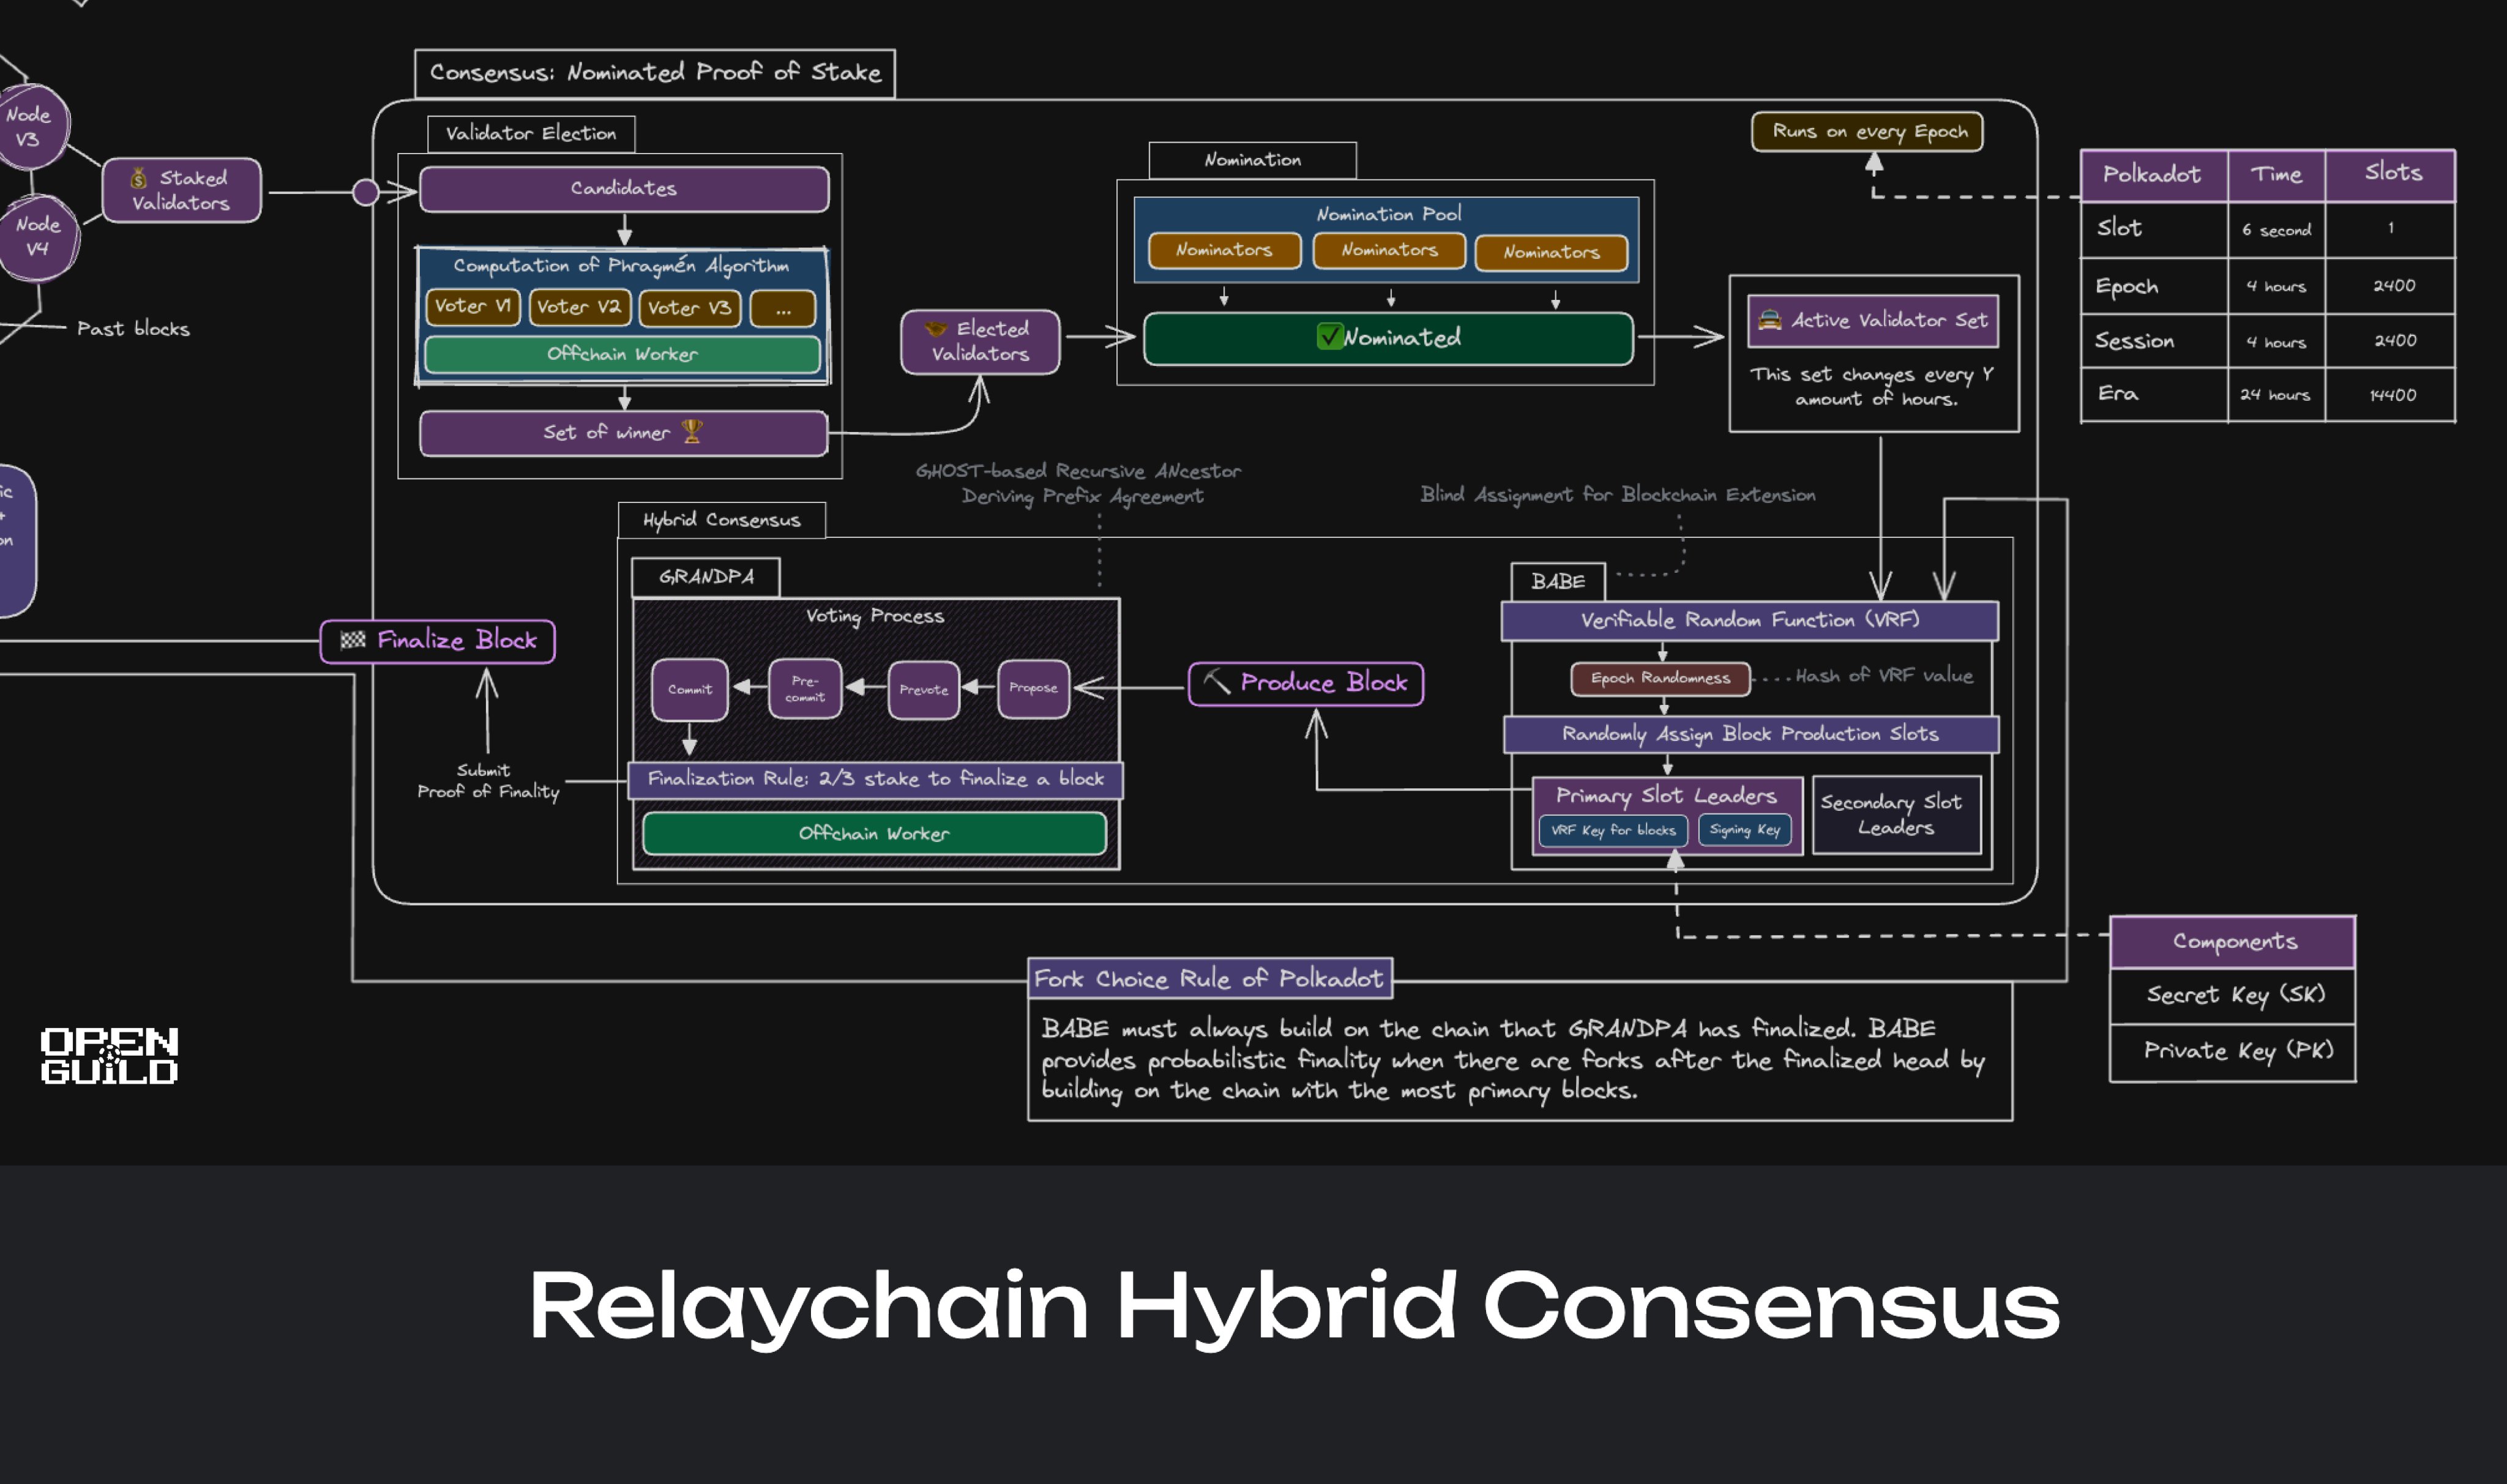 Consensus: Nominated Proof of Stake
Node
V3
Node
V4
Staked
Validators
Past blocks
Validator Election
Candidates
Computation of Phragmén Algorithm
Voter V1
Voter V2
Voter V3
...
Offchain Worker
Set of winner
Elected
Validators
Nomination
Nomination Pool
Nominators
Nominators
Nominators
Nominated
Runs on every Epoch
Active Validator Set
This set changes every Y
amount of hours.
Polkadot Time Slots
Slot 6 second 1
Epoch 4 hours 2400
Session 4 hours 2400
Era 24 hours 14400
GHOST-based Recursive ANcestor
Deriving Prefix Agreement
Blind Assignment for Blockchain Extension
Hybrid Consensus
GRANDPA
Voting Process
Commit
Pre-
commit
Prevote
Propose
Finalization Rule: 2/3 stake to finalize a block
Offchain Worker
Finalize Block
Submit
Proof of Finality
Produce Block
BABE
Verifiable Random Function (VRF)
Epoch Randomness
Hash of VRF value
Randomly Assign Block Production Slots
Primary Slot Leaders
VRF Key for blocks
Signing Key
Secondary Slot
Leaders
Fork Choice Rule of Polkadot
BABE must always build on the chain that GRANDPA has finalized. BABE
provides probabilistic finality when there are forks after the finalized head by
building on the chain with the most primary blocks.
Components
Secret Key (SK)
Private Key (PK)
OPEN
GUILD
Relaychain Hybrid Consensus